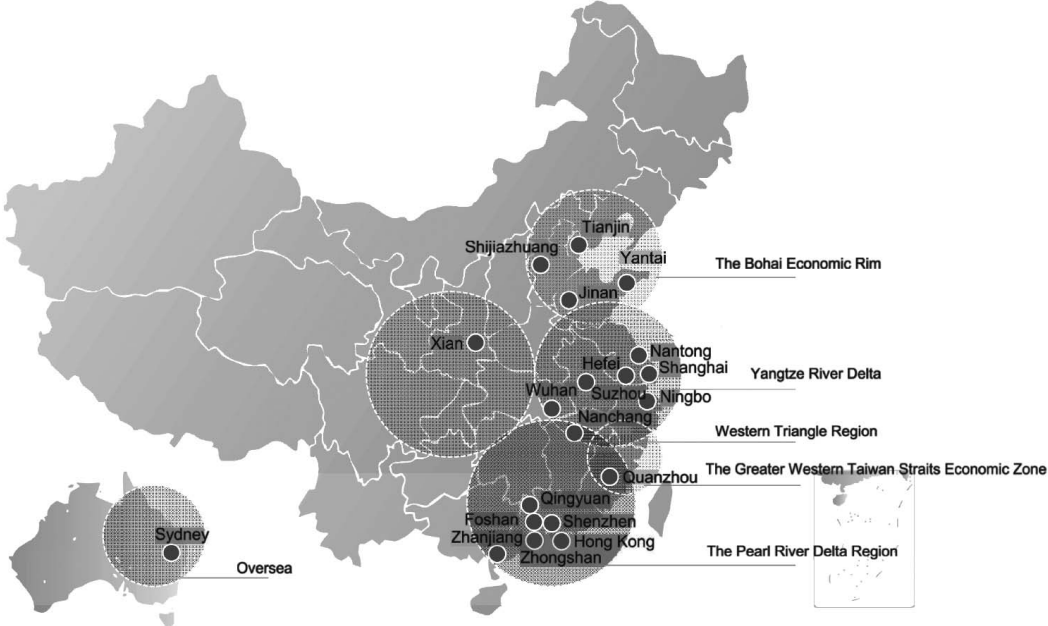 Tianjin
Shijiazhuang
Yantai
The Bohai Economic Rim
Jinan
Xian
Nantong
Hefei
Shanghai
Yangtze River Delta
Wuhan
Suzhou
Ningbo
Nanchang
Western Triangle Region
The Greater Western Taiwan Straits Economic Zone
Quanzhou
Qingyuan
Foshan
Shenzhen
Zhanjiang
Hong Kong
Zhongshan
The Pearl River Delta Region
Sydney
Oversea